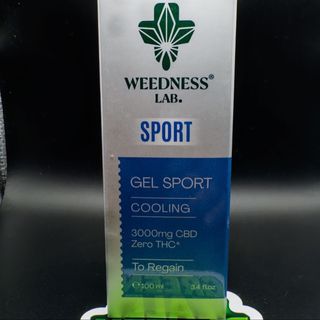 WEEDNESS®
LAB.
SPORT
GEL SPORT
COOLING
3000mg CBD
Zero THC*
To Regain
℮ 100 ml 3.4 fl.oz